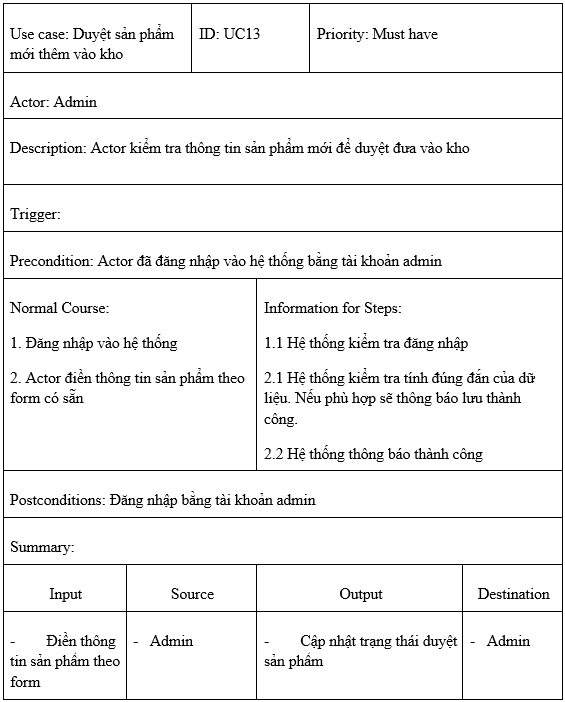 Use case: Duyệt sản phẩm
mới thêm vào kho
ID: UC13
Priority: Must have
Actor: Admin
Description: Actor kiểm tra thông tin sản phẩm mới để duyệt đưa vào kho
Trigger:
Precondition: Actor đã đăng nhập vào hệ thống bằng tài khoản admin
Normal Course:
1. Đăng nhập vào hệ thống
2. Actor điền thông tin sản phẩm theo
form có sẵn
Information for Steps:
1.1 Hệ thống kiểm tra đăng nhập
2.1 Hệ thống kiểm tra tính đúng đắn của dữ
liệu. Nếu phù hợp sẽ thông báo lưu thành
công.
2.2 Hệ thống thông báo thành công
Postconditions: Đăng nhập bằng tài khoản admin
Summary:
Input
Source
Output
Destination
- Điền thông
tin sản phẩm theo
form
- Admin
- Cập nhật trạng thái duyệt
sản phẩm
- Admin